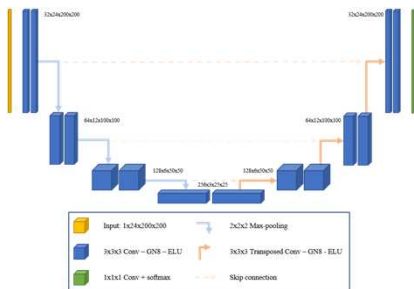 32x24x200x200
32x24x200x200
64x12x100x100
64x12x100x100
128x6x50x50
128x6x50x50
256x3x25x25
Input: 1x24x200x200
2x2x2 Max-pooling
3x3x3 Conv – GN8 – ELU
3x3x3 Transposed Conv – GN8 - ELU
1x1x1 Conv + softmax
Skip connection